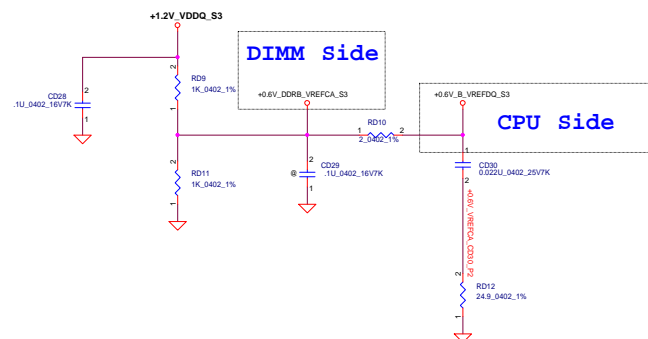 +1.2V_VDDQ_S3
DIMM Side
2
CD28
.1U_0402_16V7K
1
2
RD9
1K_0402_1%
1
+0.6V_DDRB_VREFCA_S3
+0.6V_B_VREFDQ_S3
CPU Side
RD10
1
2
2_0402_1%
2
RD11
1K_0402_1%
1
2
CD29
@
.1U_0402_16V7K
1
1
CD30
0.022U_0402_25V7K
2
+0.6V_VREFCA_CD30_P2
2
RD12
24.9_0402_1%
1